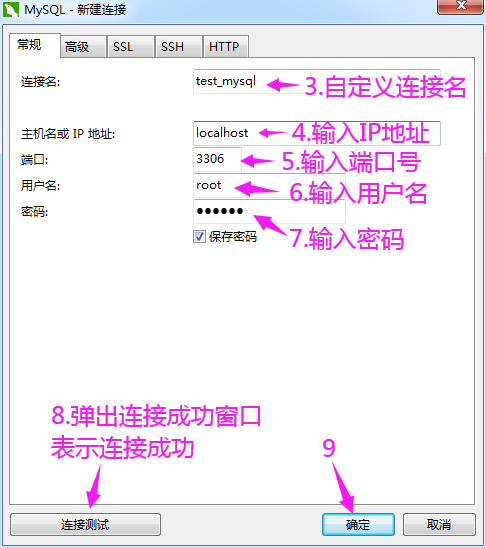 MySQL - 新建连接
常规 高级 SSL SSH HTTP
连接名: test_mysql 3.自定义连接名
主机名或 IP 地址: localhost 4.输入IP地址
端口: 3306 5.输入端口号
用户名: root 6.输入用户名
密码: ●●●●●● 7.输入密码
保存密码
8.弹出连接成功窗口
表示连接成功 9
连接测试 确定 取消